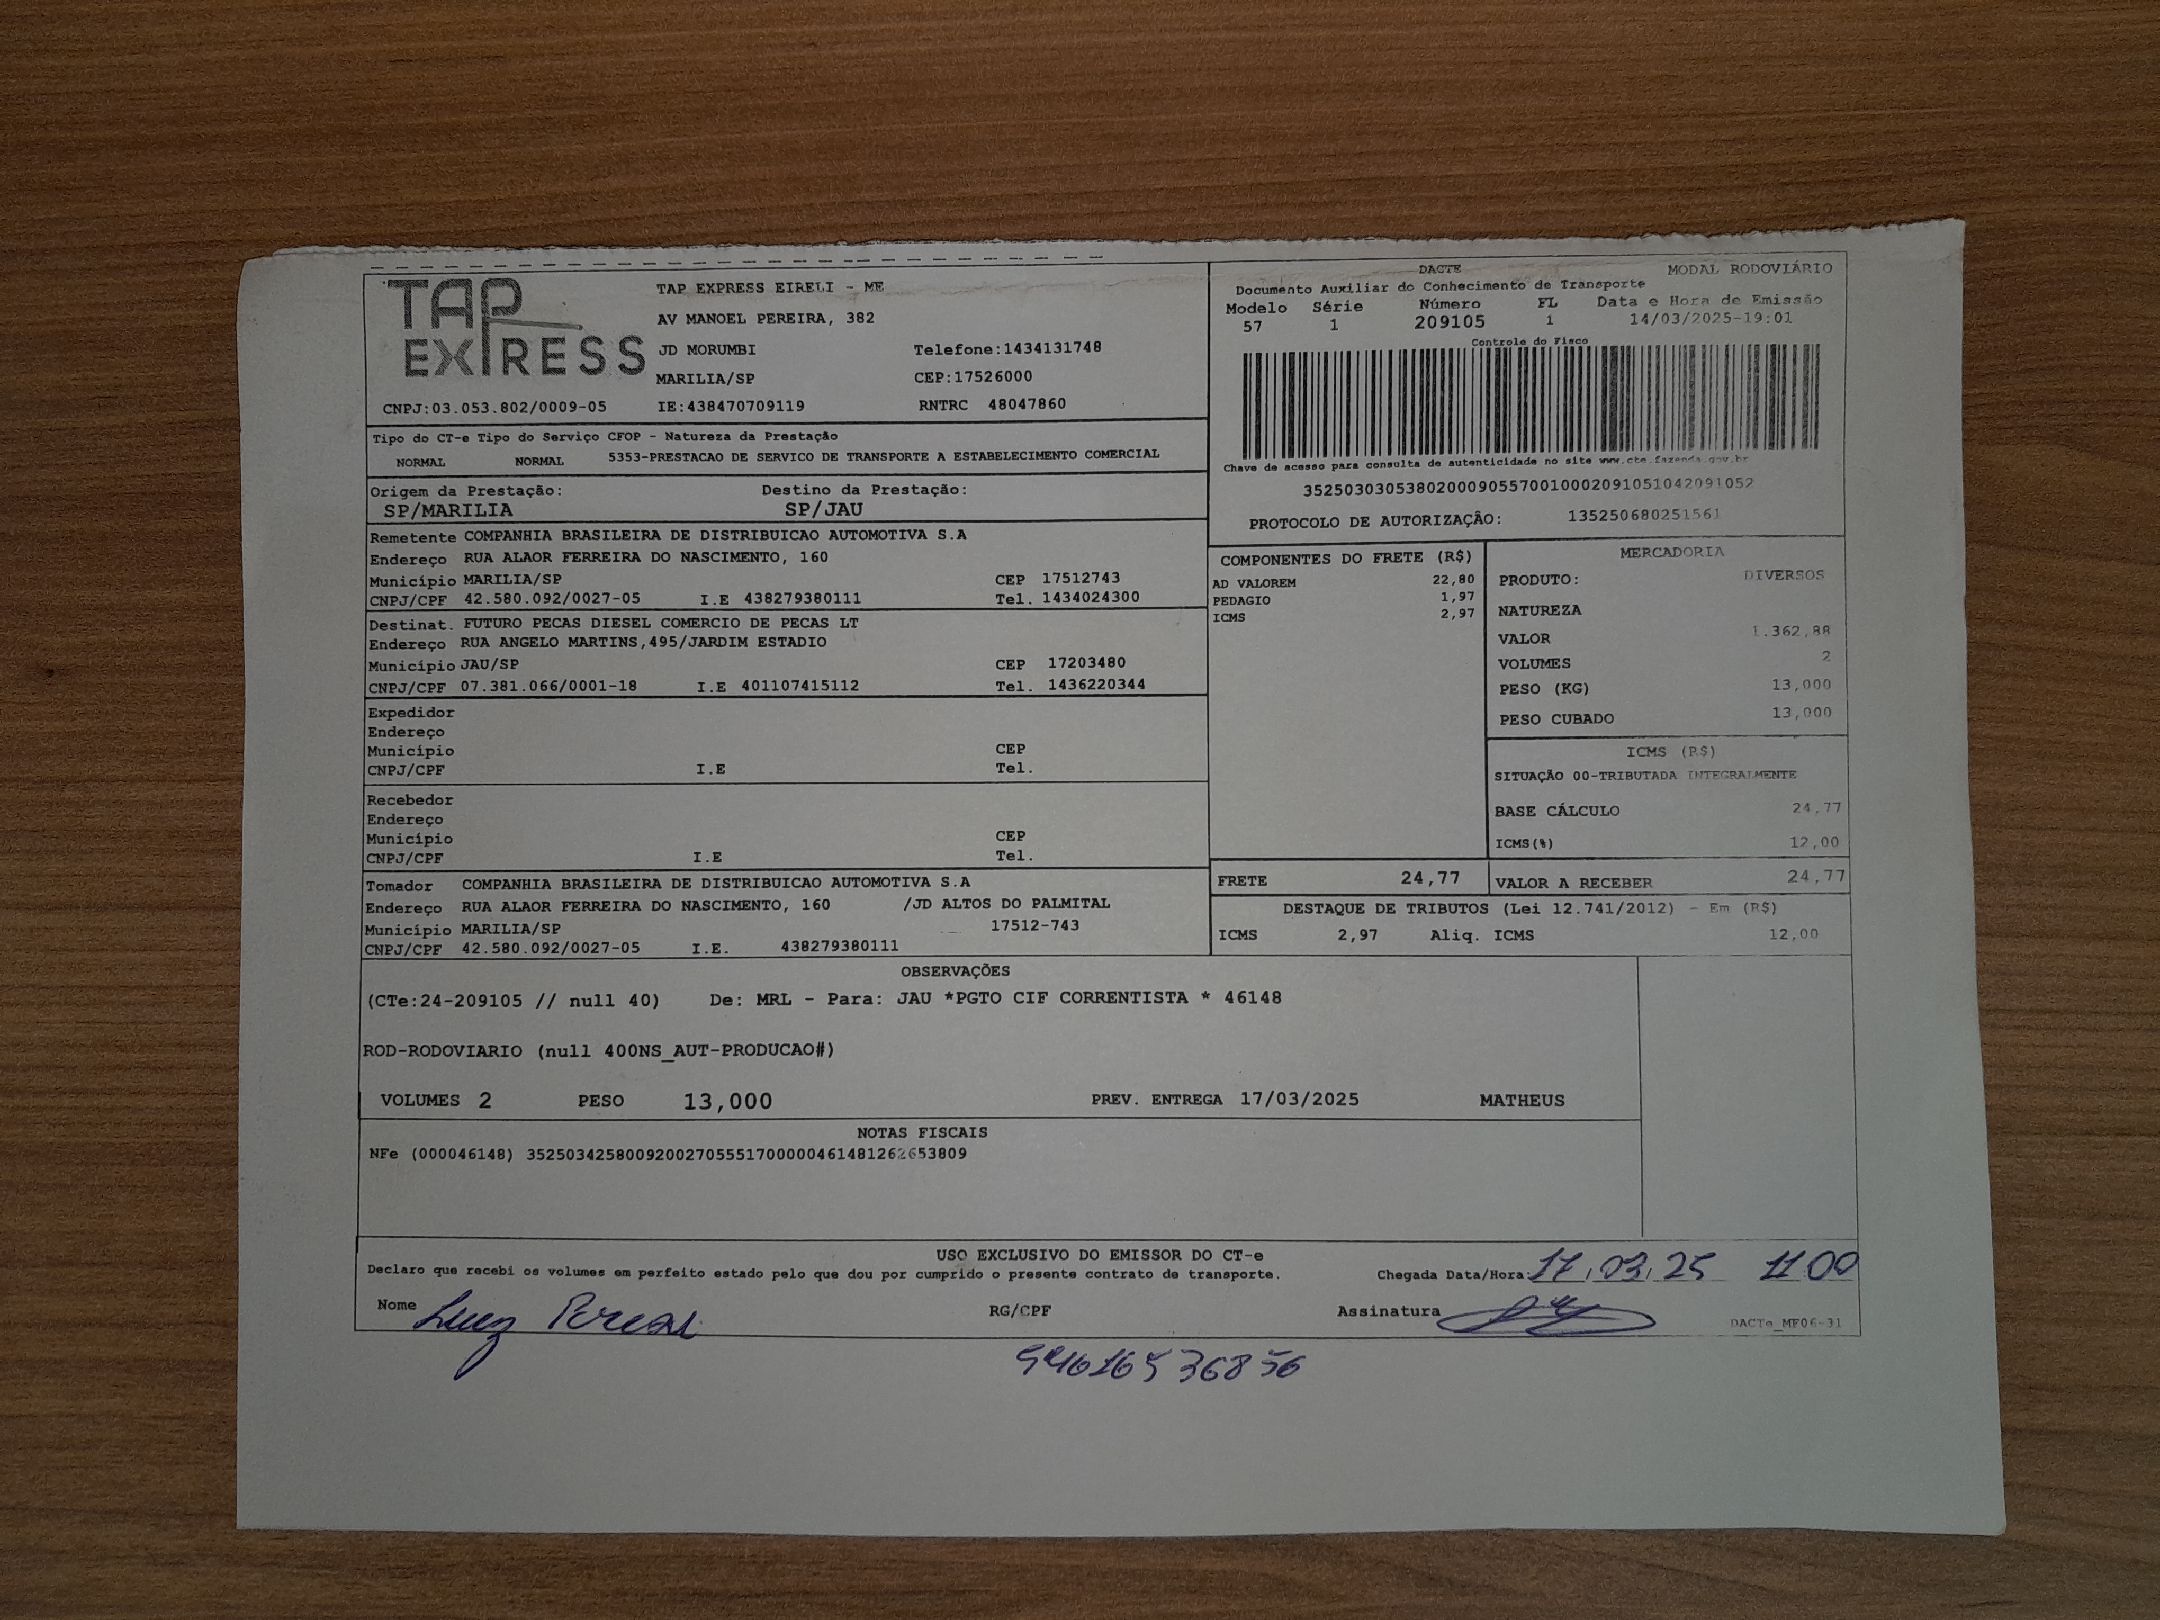 TAP EXPRESS
TAP EXPRESS EIRELI - ME
AV MANOEL PEREIRA, 382
JD MORUMBI Telefone:1434131748
MARILIA/SP CEP:17526000
CNPJ:03.053.802/0009-05 IE:438470709119 RNTRC 48047860
DACTE MODAL RODOVIÁRIO
Documento Auxiliar do Conhecimento de Transporte
Modelo Série Número FL Data e Hora de Emissão
57 1 209105 1 14/03/2025-19:01
Controle do Fisco
Chave de acesso para consulta de autenticidade no site www.cte.fazenda.gov.br
35250303053802000905570010002091051042091052
PROTOCOLO DE AUTORIZAÇÃO: 135250680251561
Tipo do CT-e Tipo do Serviço CFOP - Natureza da Prestação
NORMAL NORMAL 5353-PRESTACAO DE SERVICO DE TRANSPORTE A ESTABELECIMENTO COMERCIAL
Origem da Prestação: Destino da Prestação:
SP/MARILIA SP/JAU
Remetente COMPANHIA BRASILEIRA DE DISTRIBUICAO AUTOMOTIVA S.A
Endereço RUA ALAOR FERREIRA DO NASCIMENTO, 160
Município MARILIA/SP CEP 17512743
CNPJ/CPF 42.580.092/0027-05 I.E 438279380111 Tel. 1434024300
Destinat. FUTURO PECAS DIESEL COMERCIO DE PECAS LT
Endereço RUA ANGELO MARTINS,495/JARDIM ESTADIO
Município JAU/SP CEP 17203480
CNPJ/CPF 07.381.066/0001-18 I.E 401107415112 Tel. 1436220344
Expedidor
Endereço
Município CEP
CNPJ/CPF I.E Tel.
Recebedor
Endereço
Município CEP
CNPJ/CPF I.E Tel.
Tomador COMPANHIA BRASILEIRA DE DISTRIBUICAO AUTOMOTIVA S.A
Endereço RUA ALAOR FERREIRA DO NASCIMENTO, 160 /JD ALTOS DO PALMITAL
Município MARILIA/SP 17512-743
CNPJ/CPF 42.580.092/0027-05 I.E. 438279380111
COMPONENTES DO FRETE (R$)
AD VALOREM 22,80
PEDAGIO 1,97
ICMS 2,97
MERCADORIA
PRODUTO: DIVERSOS
NATUREZA
VALOR 1.362,88
VOLUMES 2
PESO (KG) 13,000
PESO CUBADO 13,000
ICMS (R$)
SITUAÇÃO 00-TRIBUTADA INTEGRALMENTE
BASE CÁLCULO 24,77
ICMS(%) 12,00
FRETE 24,77 VALOR A RECEBER 24,77
DESTAQUE DE TRIBUTOS (Lei 12.741/2012) - Em (R$)
ICMS 2,97 Aliq. ICMS 12,00
OBSERVAÇÕES
(CTe:24-209105 // null 40) De: MRL - Para: JAU *PGTO CIF CORRENTISTA * 46148
ROD-RODOVIARIO (null 400NS_AUT-PRODUCAO#)
VOLUMES 2 PESO 13,000 PREV. ENTREGA 17/03/2025 MATHEUS
NOTAS FISCAIS
NFe (000046148) 35250342580092002705551700000461481262653809
USO EXCLUSIVO DO EMISSOR DO CT-e
Declaro que recebi os volumes em perfeito estado pelo que dou por cumprido o presente contrato de transporte. Chegada Data/Hora: 17,03,25 1100
Nome Luiz RG/CPF Assinatura DACTe_MF06-31